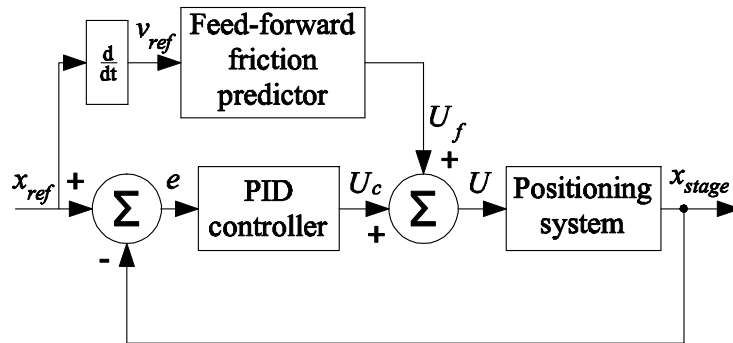 d
dt
v_ref
Feed-forward
friction
predictor
U_f
+
x_ref
+
Σ
-
e
PID
controller
U_c
+
Σ
U
Positioning
system
x_stage